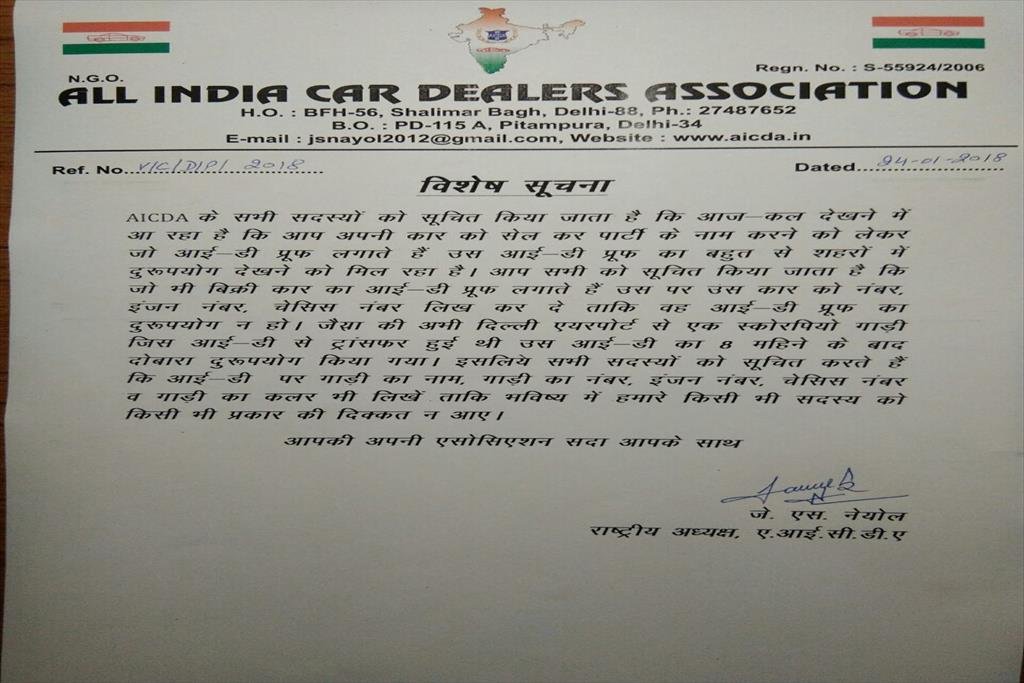 N.G.O.
Regn. No. : S-55924/2006
ALL INDIA CAR DEALERS ASSOCIATION
H.O. : BFH-56, Shalimar Bagh, Delhi-88, Ph.: 27487652
B.O. : PD-115 A, Pitampura, Delhi-34
E-mail : jsnayol2012@gmail.com, Website : www.aicda.in
Ref. No. V/C/D/P/ 2018
Dated 24-01-2018
विशेष सूचना
AICDA के सभी सदस्यों को सूचित किया जाता है कि आज–कल देखने में
आ रहा है कि आप अपनी कार को सेल कर पार्टी के नाम करने को लेकर
जो आई–डी प्रूफ लगाते हैं उस आई–डी प्रूफ का बहुत से शहरों में
दुरूपयोग देखने को मिल रहा है। आप सभी को सूचित किया जाता है कि
जो भी बिक्री कार का आई–डी प्रूफ लगाते हैं उस पर उस कार को नंबर,
इंजन नंबर, चेसिस नंबर लिख कर दे ताकि वह आई–डी प्रूफ का
दुरूपयोग न हो। जैसा की अभी दिल्ली एयरपोर्ट से एक स्कोरपियो गाड़ी
जिस आई–डी से ट्रांसफर हुई थी उस आई–डी का 8 महिने के बाद
दोबारा दुरूपयोग किया गया। इसलिये सभी सदस्यों को सूचित करते हैं
कि आई–डी पर गाड़ी का नाम, गाड़ी का नंबर, इंजन नंबर, चेसिस नंबर
व गाड़ी का कलर भी लिखें ताकि भविष्य में हमारे किसी भी सदस्य को
किसी भी प्रकार की दिक्कत न आए।
आपकी अपनी एसोसिएशन सदा आपके साथ
जे. एस. नेयोल
राष्ट्रीय अध्यक्ष, ए.आई.सी.डी.ए